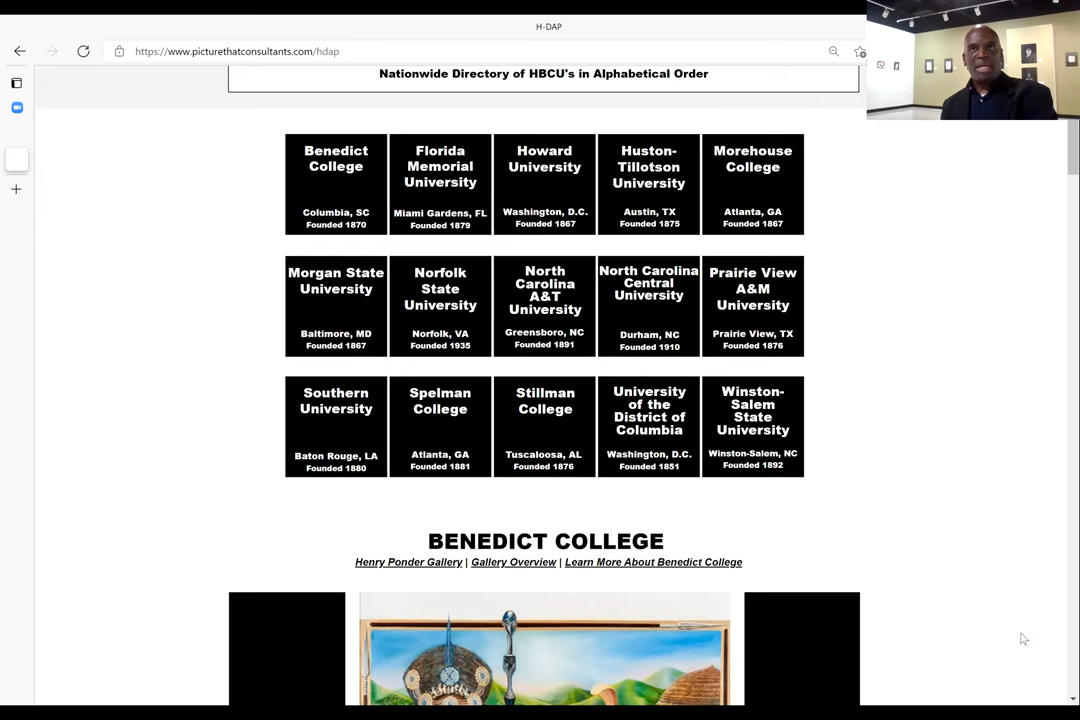 H-DAP
https://www.picturethatconsultants.com/hdap
Nationwide Directory of HBCU's in Alphabetical Order
Benedict
College
Columbia, SC
Founded 1870
Florida
Memorial
University
Miami Gardens, FL
Founded 1879
Howard
University
Washington, D.C.
Founded 1867
Huston-
Tillotson
University
Austin, TX
Founded 1875
Morehouse
College
Atlanta, GA
Founded 1867
Morgan State
University
Baltimore, MD
Founded 1867
Norfolk
State
University
Norfolk, VA
Founded 1935
North
Carolina
A&T
University
Greensboro, NC
Founded 1891
North Carolina
Central
University
Durham, NC
Founded 1910
Prairie View
A&M
University
Prairie View, TX
Founded 1876
Southern
University
Baton Rouge, LA
Founded 1880
Spelman
College
Atlanta, GA
Founded 1881
Stillman
College
Tuscaloosa, AL
Founded 1876
University
of the
District of
Columbia
Washington, D.C.
Founded 1851
Winston-
Salem
State
University
Winston-Salem, NC
Founded 1892
BENEDICT COLLEGE
Henry Ponder Gallery | Gallery Overview | Learn More About Benedict College